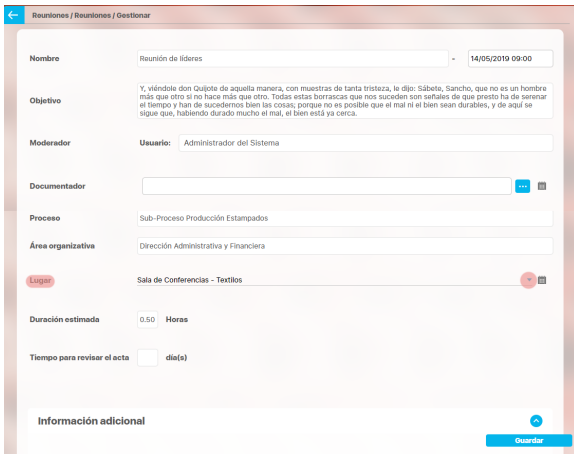 Reuniones / Reuniones / Gestionar
Nombre
Reunión de líderes
-
14/05/2019 09:00
Objetivo
Y, viéndole don Quijote de aquella manera, con muestras de tanta tristeza, le dijo: Sábete, Sancho, que no es un hombre
más que otro si no hace más que otro. Todas estas borrascas que nos suceden son señales de que presto ha de serenar
el tiempo y han de sucedernos bien las cosas; porque no es posible que el mal ni el bien sean durables, y de aquí se
sigue que, habiendo durado mucho el mal, el bien está ya cerca.
Moderador
Usuario: Administrador del Sistema
Documentador
Proceso
Sub-Proceso Producción Estampados
Área organizativa
Dirección Administrativa y Financiera
Lugar
Sala de Conferencias - Textilos
Duración estimada
0.50 Horas
Tiempo para revisar el acta
día(s)
Información adicional
Guardar